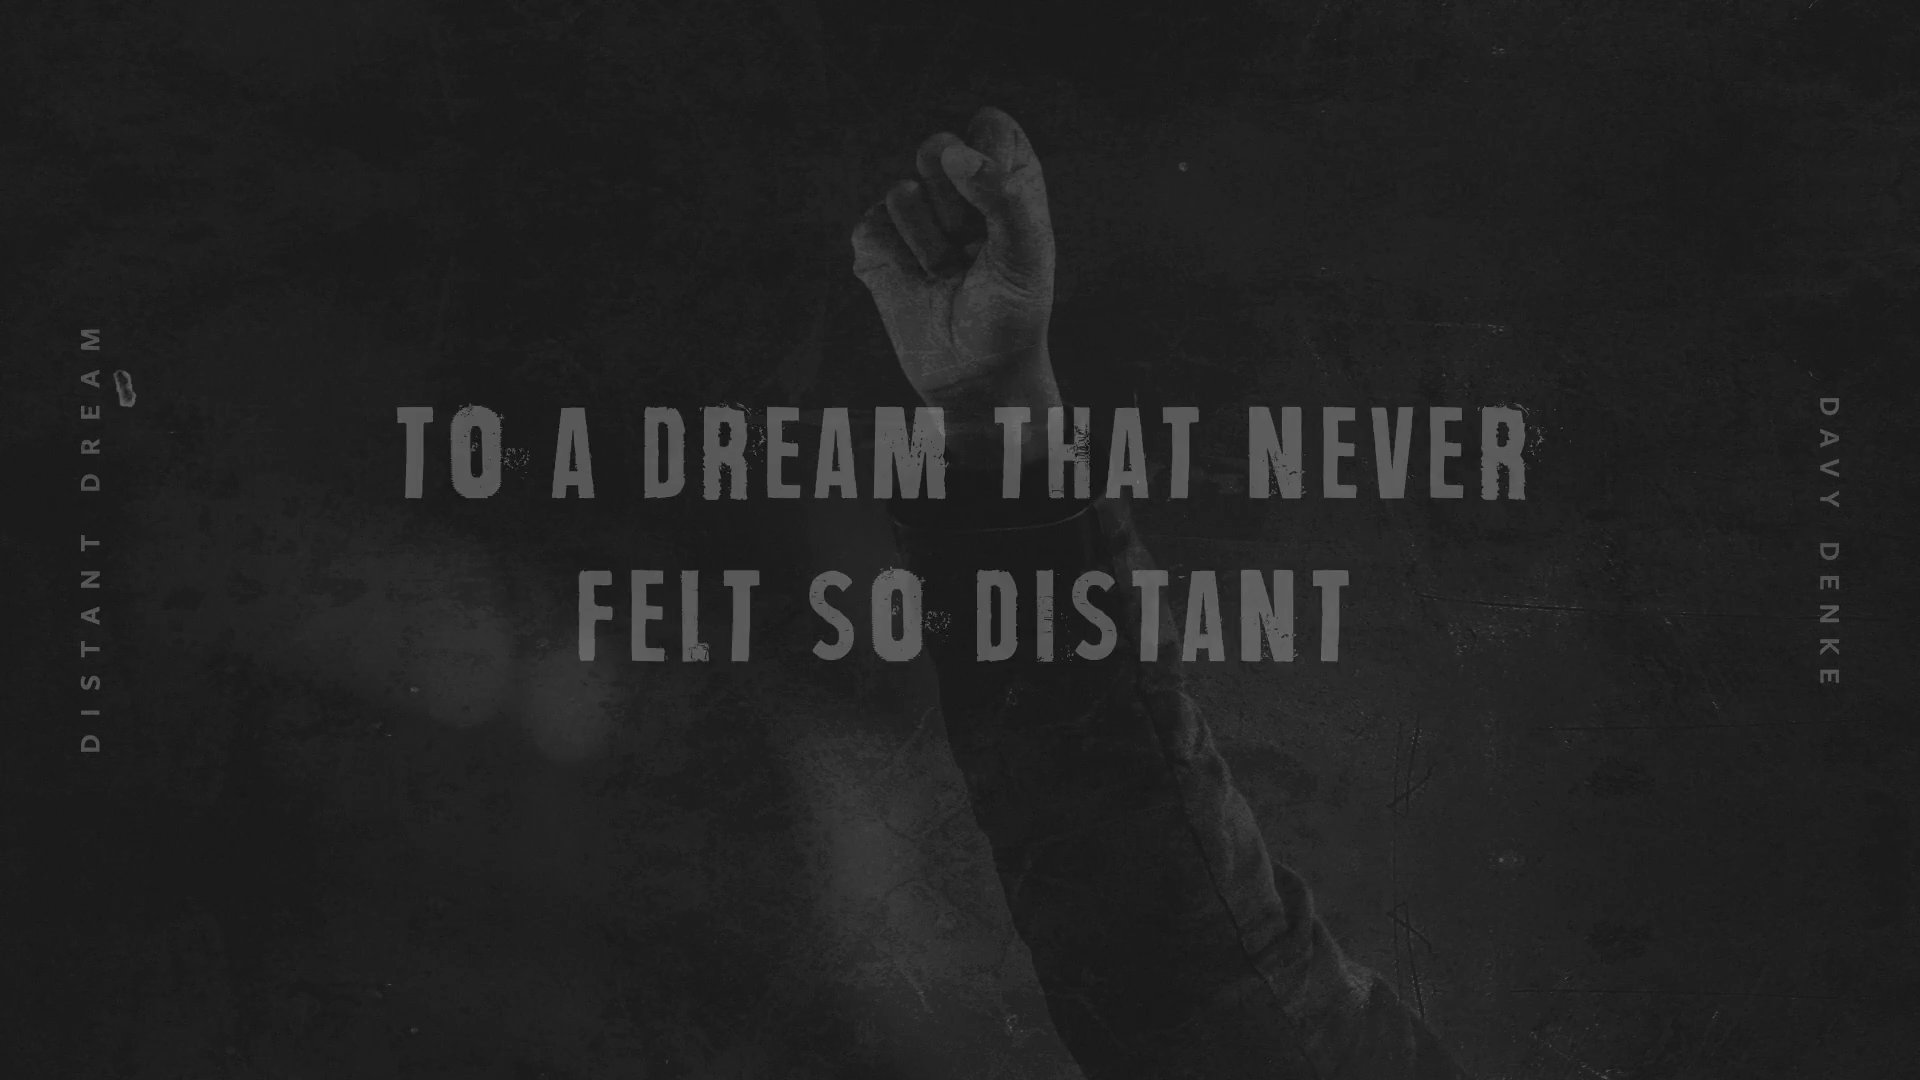 DISTANT DREAM
TO A DREAM THAT NEVER
FELT SO DISTANT
DAVY DENKE